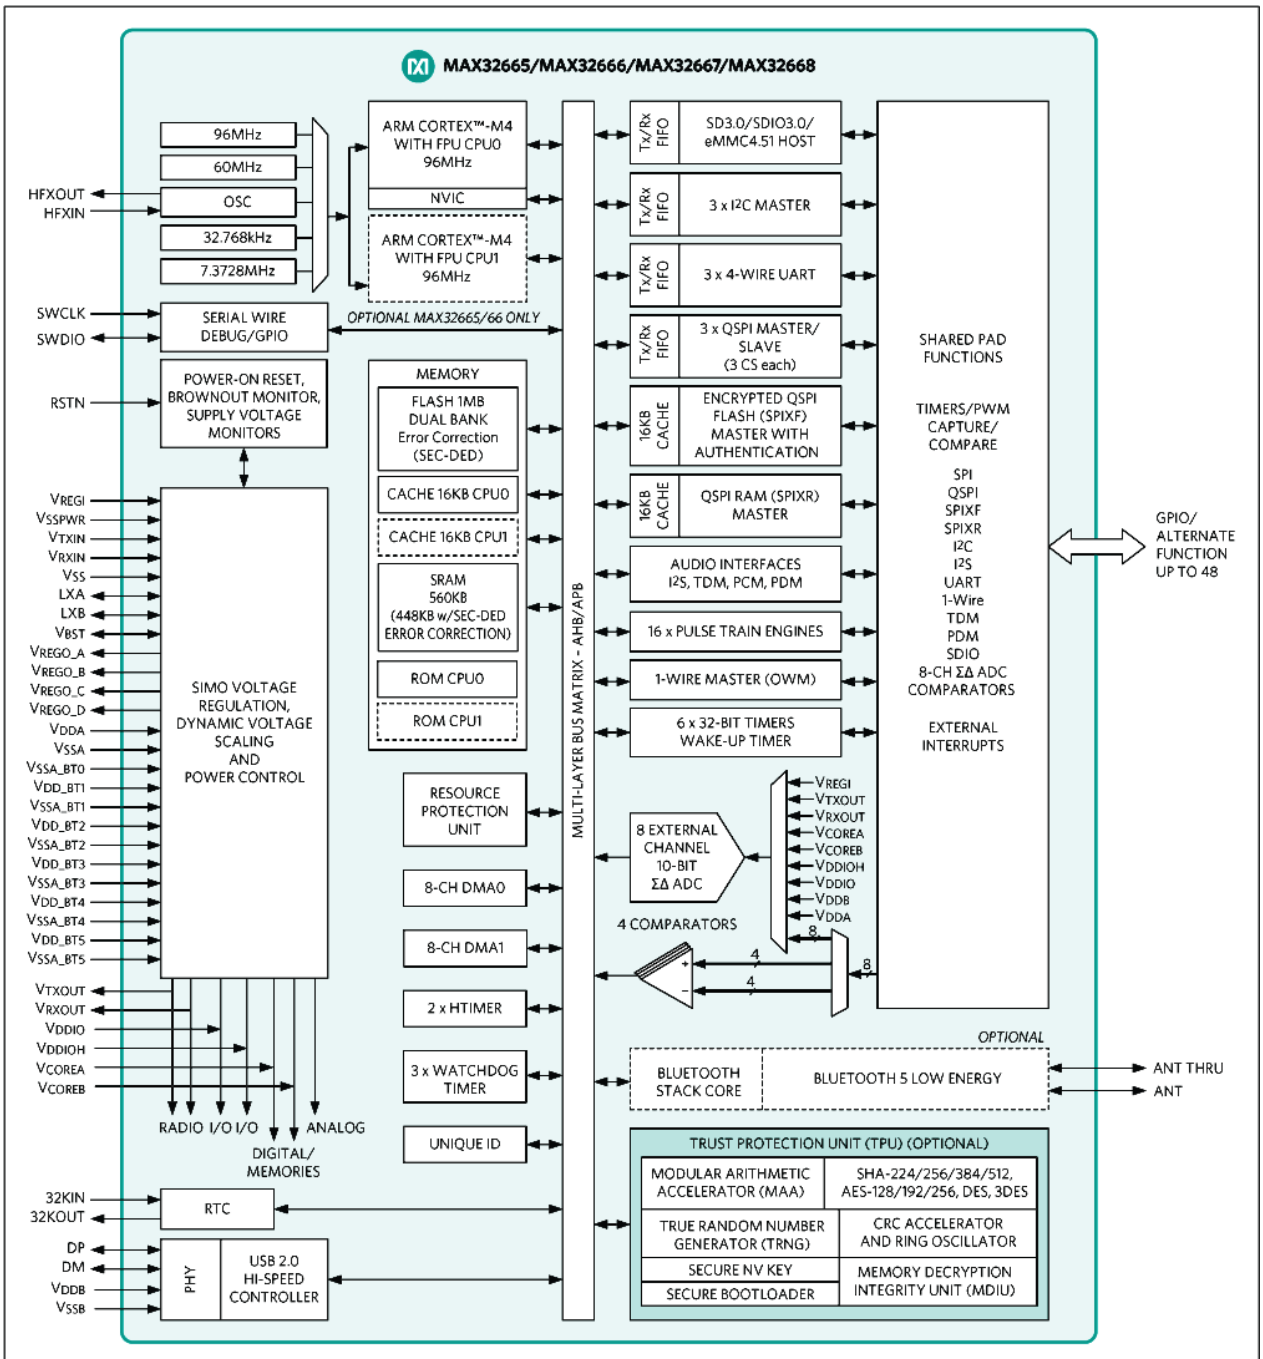 MAX32665/MAX32666/MAX32667/MAX32668
96MHz
60MHz
OSC
32.768kHz
7.3728MHz
HFXOUT
HFXIN
ARM CORTEX™-M4
WITH FPU CPU0
96MHz
NVIC
ARM CORTEX™-M4
WITH FPU CPU1
96MHz
OPTIONAL MAX32665/66 ONLY
SWCLK
SWDIO
SERIAL WIRE
DEBUG/GPIO
RSTN
POWER-ON RESET,
BROWNOUT MONITOR,
SUPPLY VOLTAGE
MONITORS
VREGI
VSSPWR
VTXIN
VRXIN
VSS
LXA
LXB
VBST
VREGO_A
VREGO_B
VREGO_C
VREGO_D
VDDA
VSSA
VSSA_BT0
VDD_BT1
VSSA_BT1
VDD_BT2
VSSA_BT2
VDD_BT3
VSSA_BT3
VDD_BT4
VSSA_BT4
VDD_BT5
VSSA_BT5
SIMO VOLTAGE
REGULATION,
DYNAMIC VOLTAGE
SCALING
AND
POWER CONTROL
VTXOUT
VRXOUT
VDDIO
VDDIOH
VCOREA
VCOREB
RADIO I/O I/O
ANALOG
DIGITAL/
MEMORIES
32KIN
32KOUT
RTC
DP
DM
VDDB
VSSB
PHY
USB 2.0
HI-SPEED
CONTROLLER
MEMORY
FLASH 1MB
DUAL BANK
Error Correction
(SEC-DED)
CACHE 16KB CPU0
CACHE 16KB CPU1
SRAM
560KB
(448KB w/SEC-DED
ERROR CORRECTION)
ROM CPU0
ROM CPU1
RESOURCE
PROTECTION
UNIT
8-CH DMA0
8-CH DMA1
2 x HTIMER
3 x WATCHDOG
TIMER
UNIQUE ID
MULTI-LAYER BUS MATRIX - AHB/APB
Tx/Rx
FIFO
SD3.0/SDIO3.0/
eMMC4.51 HOST
Tx/Rx
FIFO
3 x I²C MASTER
Tx/Rx
FIFO
3 x 4-WIRE UART
Tx/Rx
FIFO
3 x QSPI MASTER/
SLAVE
(3 CS each)
16KB
CACHE
ENCRYPTED QSPI
FLASH (SPIXF)
MASTER WITH
AUTHENTICATION
16KB
CACHE
QSPI RAM (SPIXR)
MASTER
AUDIO INTERFACES
I²S, TDM, PCM, PDM
16 x PULSE TRAIN ENGINES
1-WIRE MASTER (OWM)
6 x 32-BIT TIMERS
WAKE-UP TIMER
8 EXTERNAL
CHANNEL
10-BIT
ΣΔ ADC
VREGI
VTXOUT
VRXOUT
VCOREA
VCOREB
VDDIOH
VDDIO
VDDB
VDDA
8
4 COMPARATORS
+
−
4
4
8
SHARED PAD
FUNCTIONS
TIMERS/PWM
CAPTURE/
COMPARE
SPI
QSPI
SPIXF
SPIXR
I²C
I²S
UART
1-Wire
TDM
PDM
SDIO
8-CH ΣΔ ADC
COMPARATORS
EXTERNAL
INTERRUPTS
GPIO/
ALTERNATE
FUNCTION
UP TO 48
OPTIONAL
BLUETOOTH
STACK CORE
BLUETOOTH 5 LOW ENERGY
ANT THRU
ANT
TRUST PROTECTION UNIT (TPU) (OPTIONAL)
MODULAR ARITHMETIC
ACCELERATOR (MAA)
SHA-224/256/384/512,
AES-128/192/256, DES, 3DES
TRUE RANDOM NUMBER
GENERATOR (TRNG)
CRC ACCELERATOR
AND RING OSCILLATOR
SECURE NV KEY
SECURE BOOTLOADER
MEMORY DECRYPTION
INTEGRITY UNIT (MDIU)